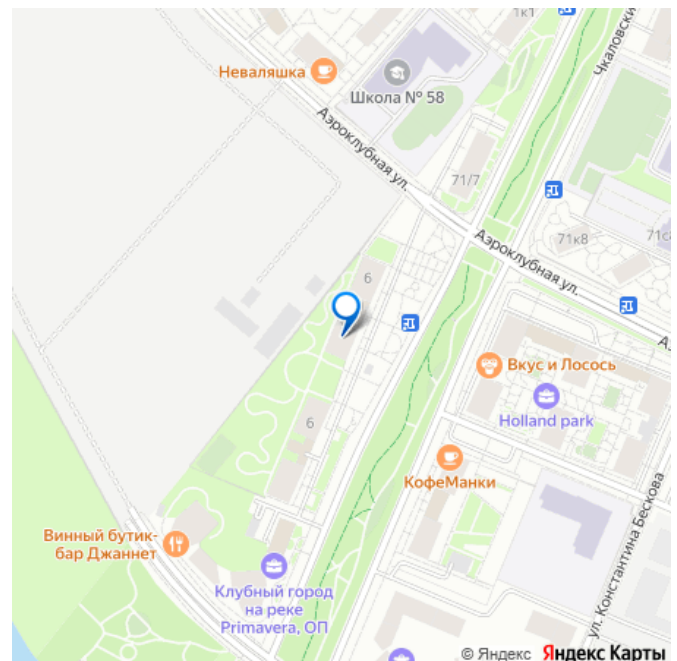 1к1
Чкаловски
Неваляшка
Школа № 58
Аэроклубная ул.
71/7
71к8
71с
Аэроклубная ул.
6
Вкус и Лосось
Holland park
6
КофеМанки
ул. Константина Бескова
Винный бутик-
бар Джаннет
Клубный город
на реке
Primavera, ОП
© Яндекс Яндекс Карты